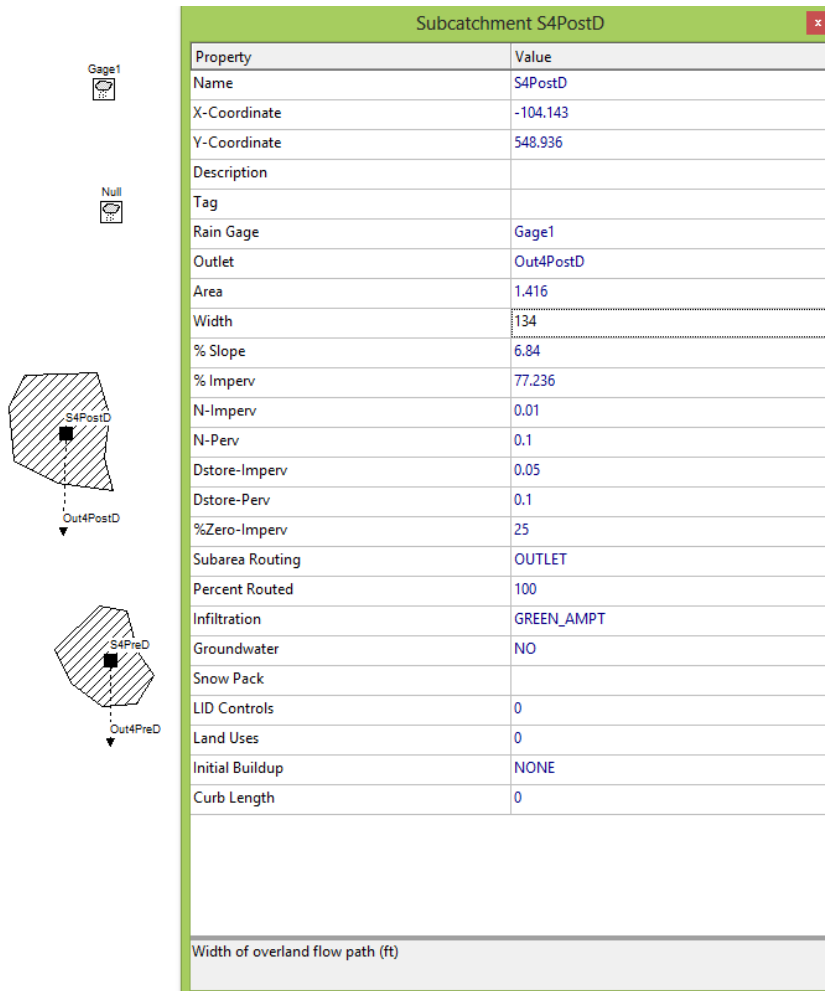 Gage1
Null
S4PostD
Out4PostD
S4PreD
Out4PreD
Subcatchment S4PostD
x
Property Value
Name S4PostD
X-Coordinate -104.143
Y-Coordinate 548.936
Description
Tag
Rain Gage Gage1
Outlet Out4PostD
Area 1.416
Width 134
% Slope 6.84
% Imperv 77.236
N-Imperv 0.01
N-Perv 0.1
Dstore-Imperv 0.05
Dstore-Perv 0.1
%Zero-Imperv 25
Subarea Routing OUTLET
Percent Routed 100
Infiltration GREEN_AMPT
Groundwater NO
Snow Pack
LID Controls 0
Land Uses 0
Initial Buildup NONE
Curb Length 0
Width of overland flow path (ft)